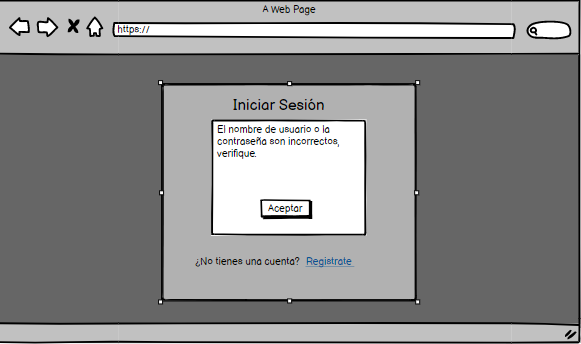 A Web Page
https://
Iniciar Sesión
El nombre de usuario o la
contraseña son incorrectos,
verifique.
Aceptar
¿No tienes una cuenta? Registrate